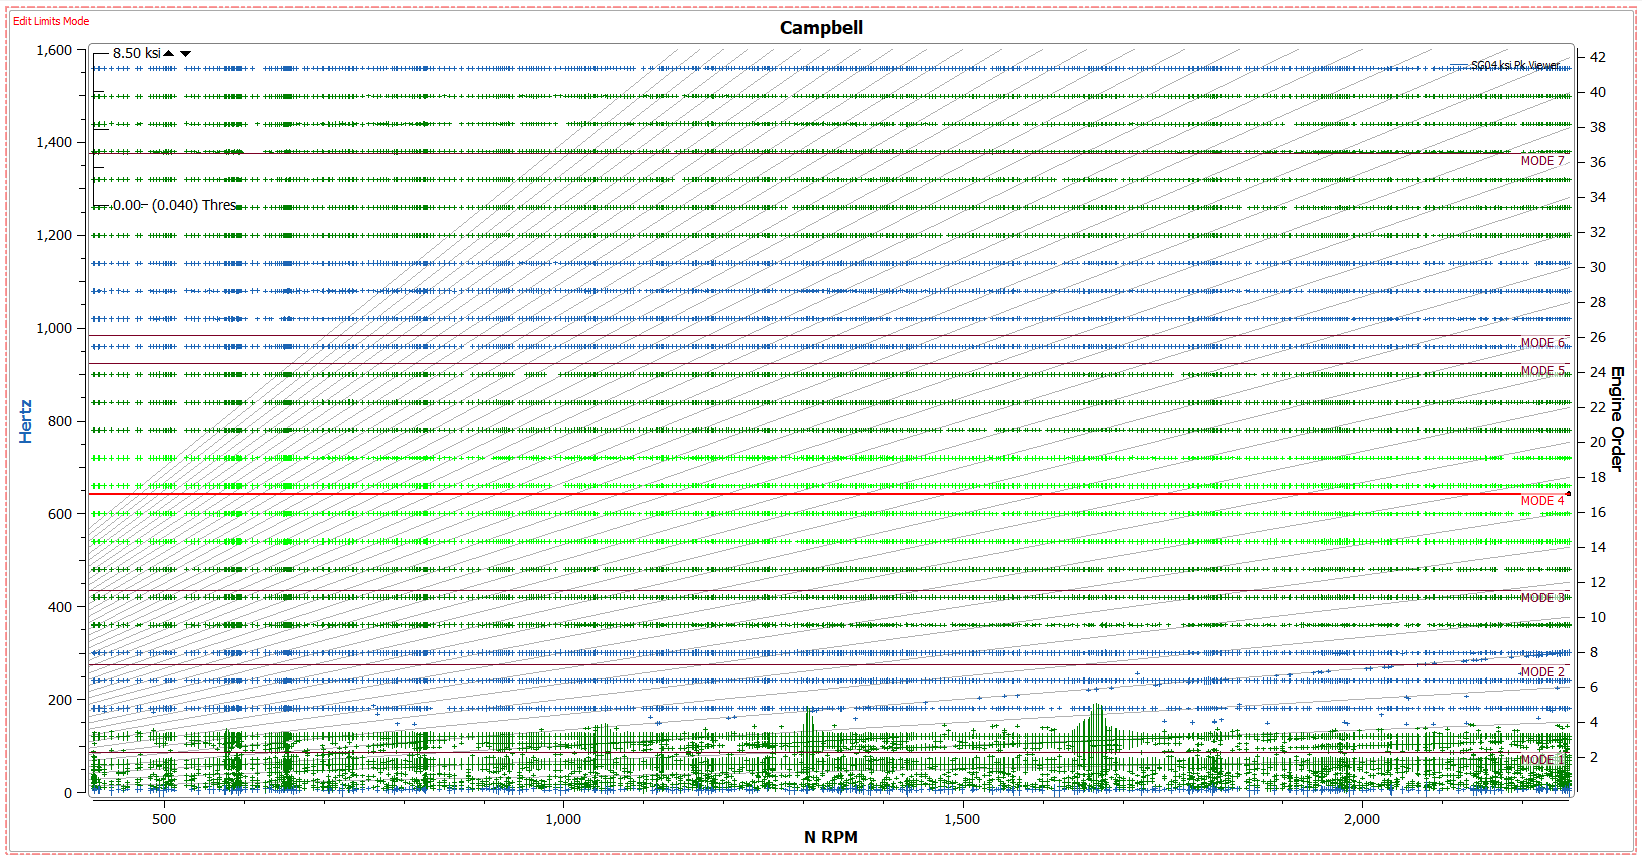 Edit Limits Mode
Campbell
8.50 ksi
SG04 ksi Pk Viewer
0.00 (0.040) Thres
1,600
1,400
1,200
1,000
800
600
400
200
0
Hertz
MODE 7
MODE 6
MODE 5
MODE 4
MODE 3
MODE 2
MODE 1
42
40
38
36
34
32
30
28
26
24
22
20
18
16
14
12
10
8
6
4
2
Engine Order
500
1,000
1,500
2,000
N RPM